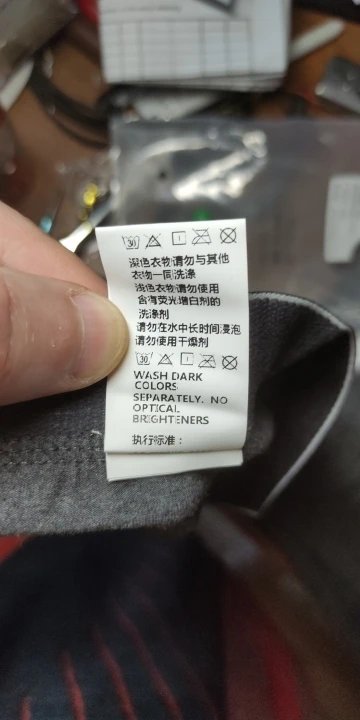 30
深色衣物请勿与其他
衣物一同洗涤
浅色衣物请勿使用
含有荧光增白剂的
洗涤剂
请勿在水中长时间浸泡
请勿使用干燥剂
30
WASH DARK
COLORS
SEPARATELY. NO
OPTICAL
BRIGHTENERS
执行标准：